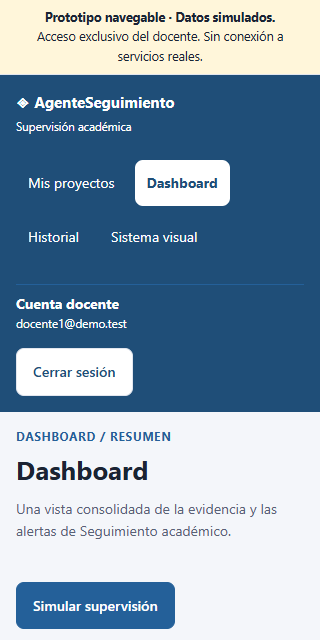 Prototipo navegable · Datos simulados.
Acceso exclusivo del docente. Sin conexión a
servicios reales.
AgenteSeguimiento
Supervisión académica
Mis proyectos Dashboard
Historial Sistema visual
Cuenta docente
docente1@demo.test
Cerrar sesión
DASHBOARD / RESUMEN
Dashboard
Una vista consolidada de la evidencia y las
alertas de Seguimiento académico.
Simular supervisión